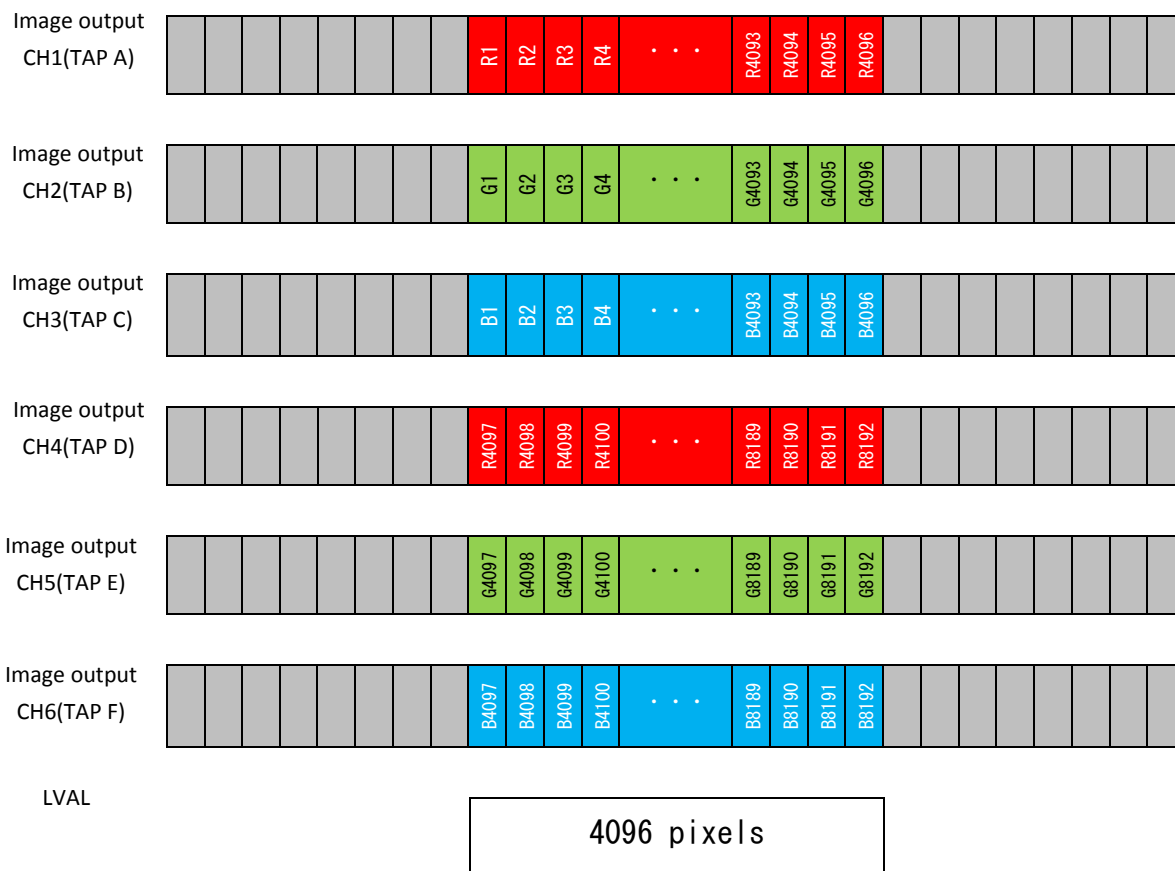 Image output
CH1(TAP A)
R1 R2 R3 R4 ・・・ R4093 R4094 R4095 R4096
Image output
CH2(TAP B)
G1 G2 G3 G4 ・・・ G4093 G4094 G4095 G4096
Image output
CH3(TAP C)
B1 B2 B3 B4 ・・・ B4093 B4094 B4095 B4096
Image output
CH4(TAP D)
R4097 R4098 R4099 R4100 ・・・ R8189 R8190 R8191 R8192
Image output
CH5(TAP E)
G4097 G4098 G4099 G4100 ・・・ G8189 G8190 G8191 G8192
Image output
CH6(TAP F)
B4097 B4098 B4099 B4100 ・・・ B8189 B8190 B8191 B8192
LVAL
4096 pixels